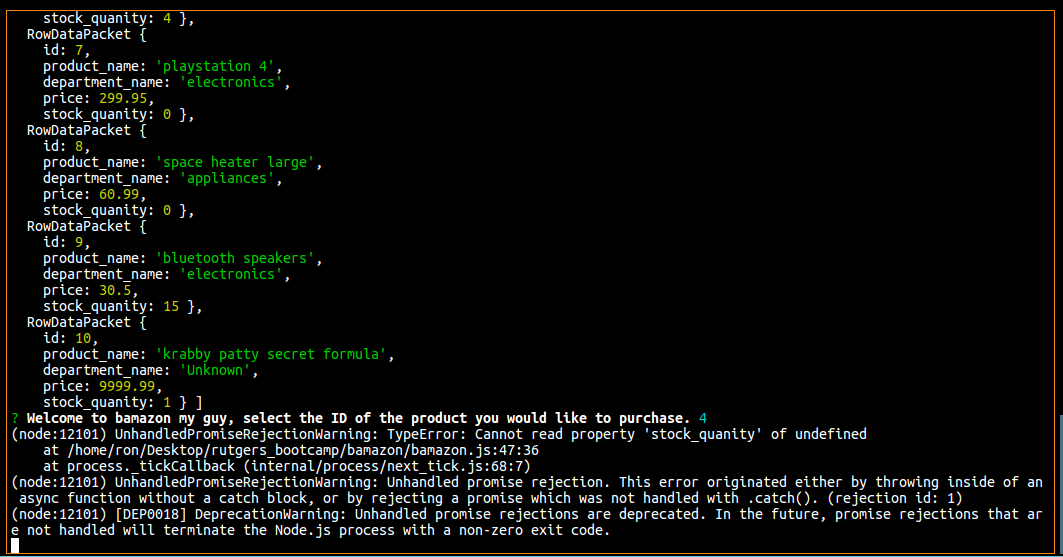 stock_quanity: 4 },
RowDataPacket {
id: 7,
product_name: 'playstation 4',
department_name: 'electronics',
price: 299.95,
stock_quanity: 0 },
RowDataPacket {
id: 8,
product_name: 'space heater large',
department_name: 'appliances',
price: 60.99,
stock_quanity: 0 },
RowDataPacket {
id: 9,
product_name: 'bluetooth speakers',
department_name: 'electronics',
price: 30.5,
stock_quanity: 15 },
RowDataPacket {
id: 10,
product_name: 'krabby patty secret formula',
department_name: 'Unknown',
price: 9999.99,
stock_quanity: 1 } ]
? Welcome to bamazon my guy, select the ID of the product you would like to purchase. 4
(node:12101) UnhandledPromiseRejectionWarning: TypeError: Cannot read property 'stock_quanity' of undefined
at /home/ron/Desktop/rutgers_bootcamp/bamazon/bamazon.js:47:36
at process._tickCallback (internal/process/next_tick.js:68:7)
(node:12101) UnhandledPromiseRejectionWarning: Unhandled promise rejection. This error originated either by throwing inside of an
async function without a catch block, or by rejecting a promise which was not handled with .catch(). (rejection id: 1)
(node:12101) [DEP0018] DeprecationWarning: Unhandled promise rejections are deprecated. In the future, promise rejections that ar
e not handled will terminate the Node.js process with a non-zero exit code.